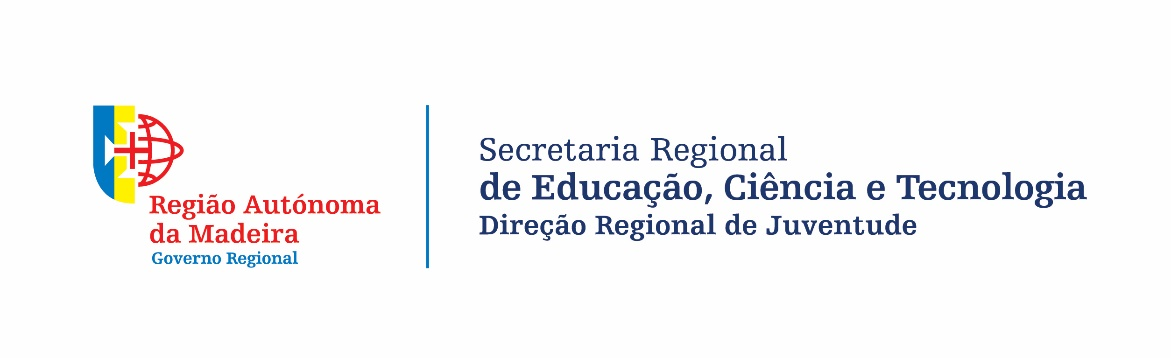 Região Autónoma
da Madeira
Governo Regional
Secretaria Regional
de Educação, Ciência e Tecnologia
Direção Regional de Juventude